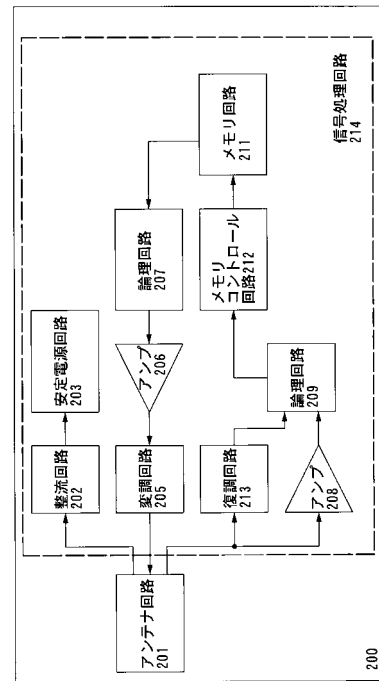 アンテナ回路
201
整流回路
202
安定電源回路
203
変調回路
205
アンプ
206
論理回路
207
メモリ回路
211
復調回路
213
アンプ
208
論理回路
209
メモリ
コントロール
回路212
信号処理回路
214
200